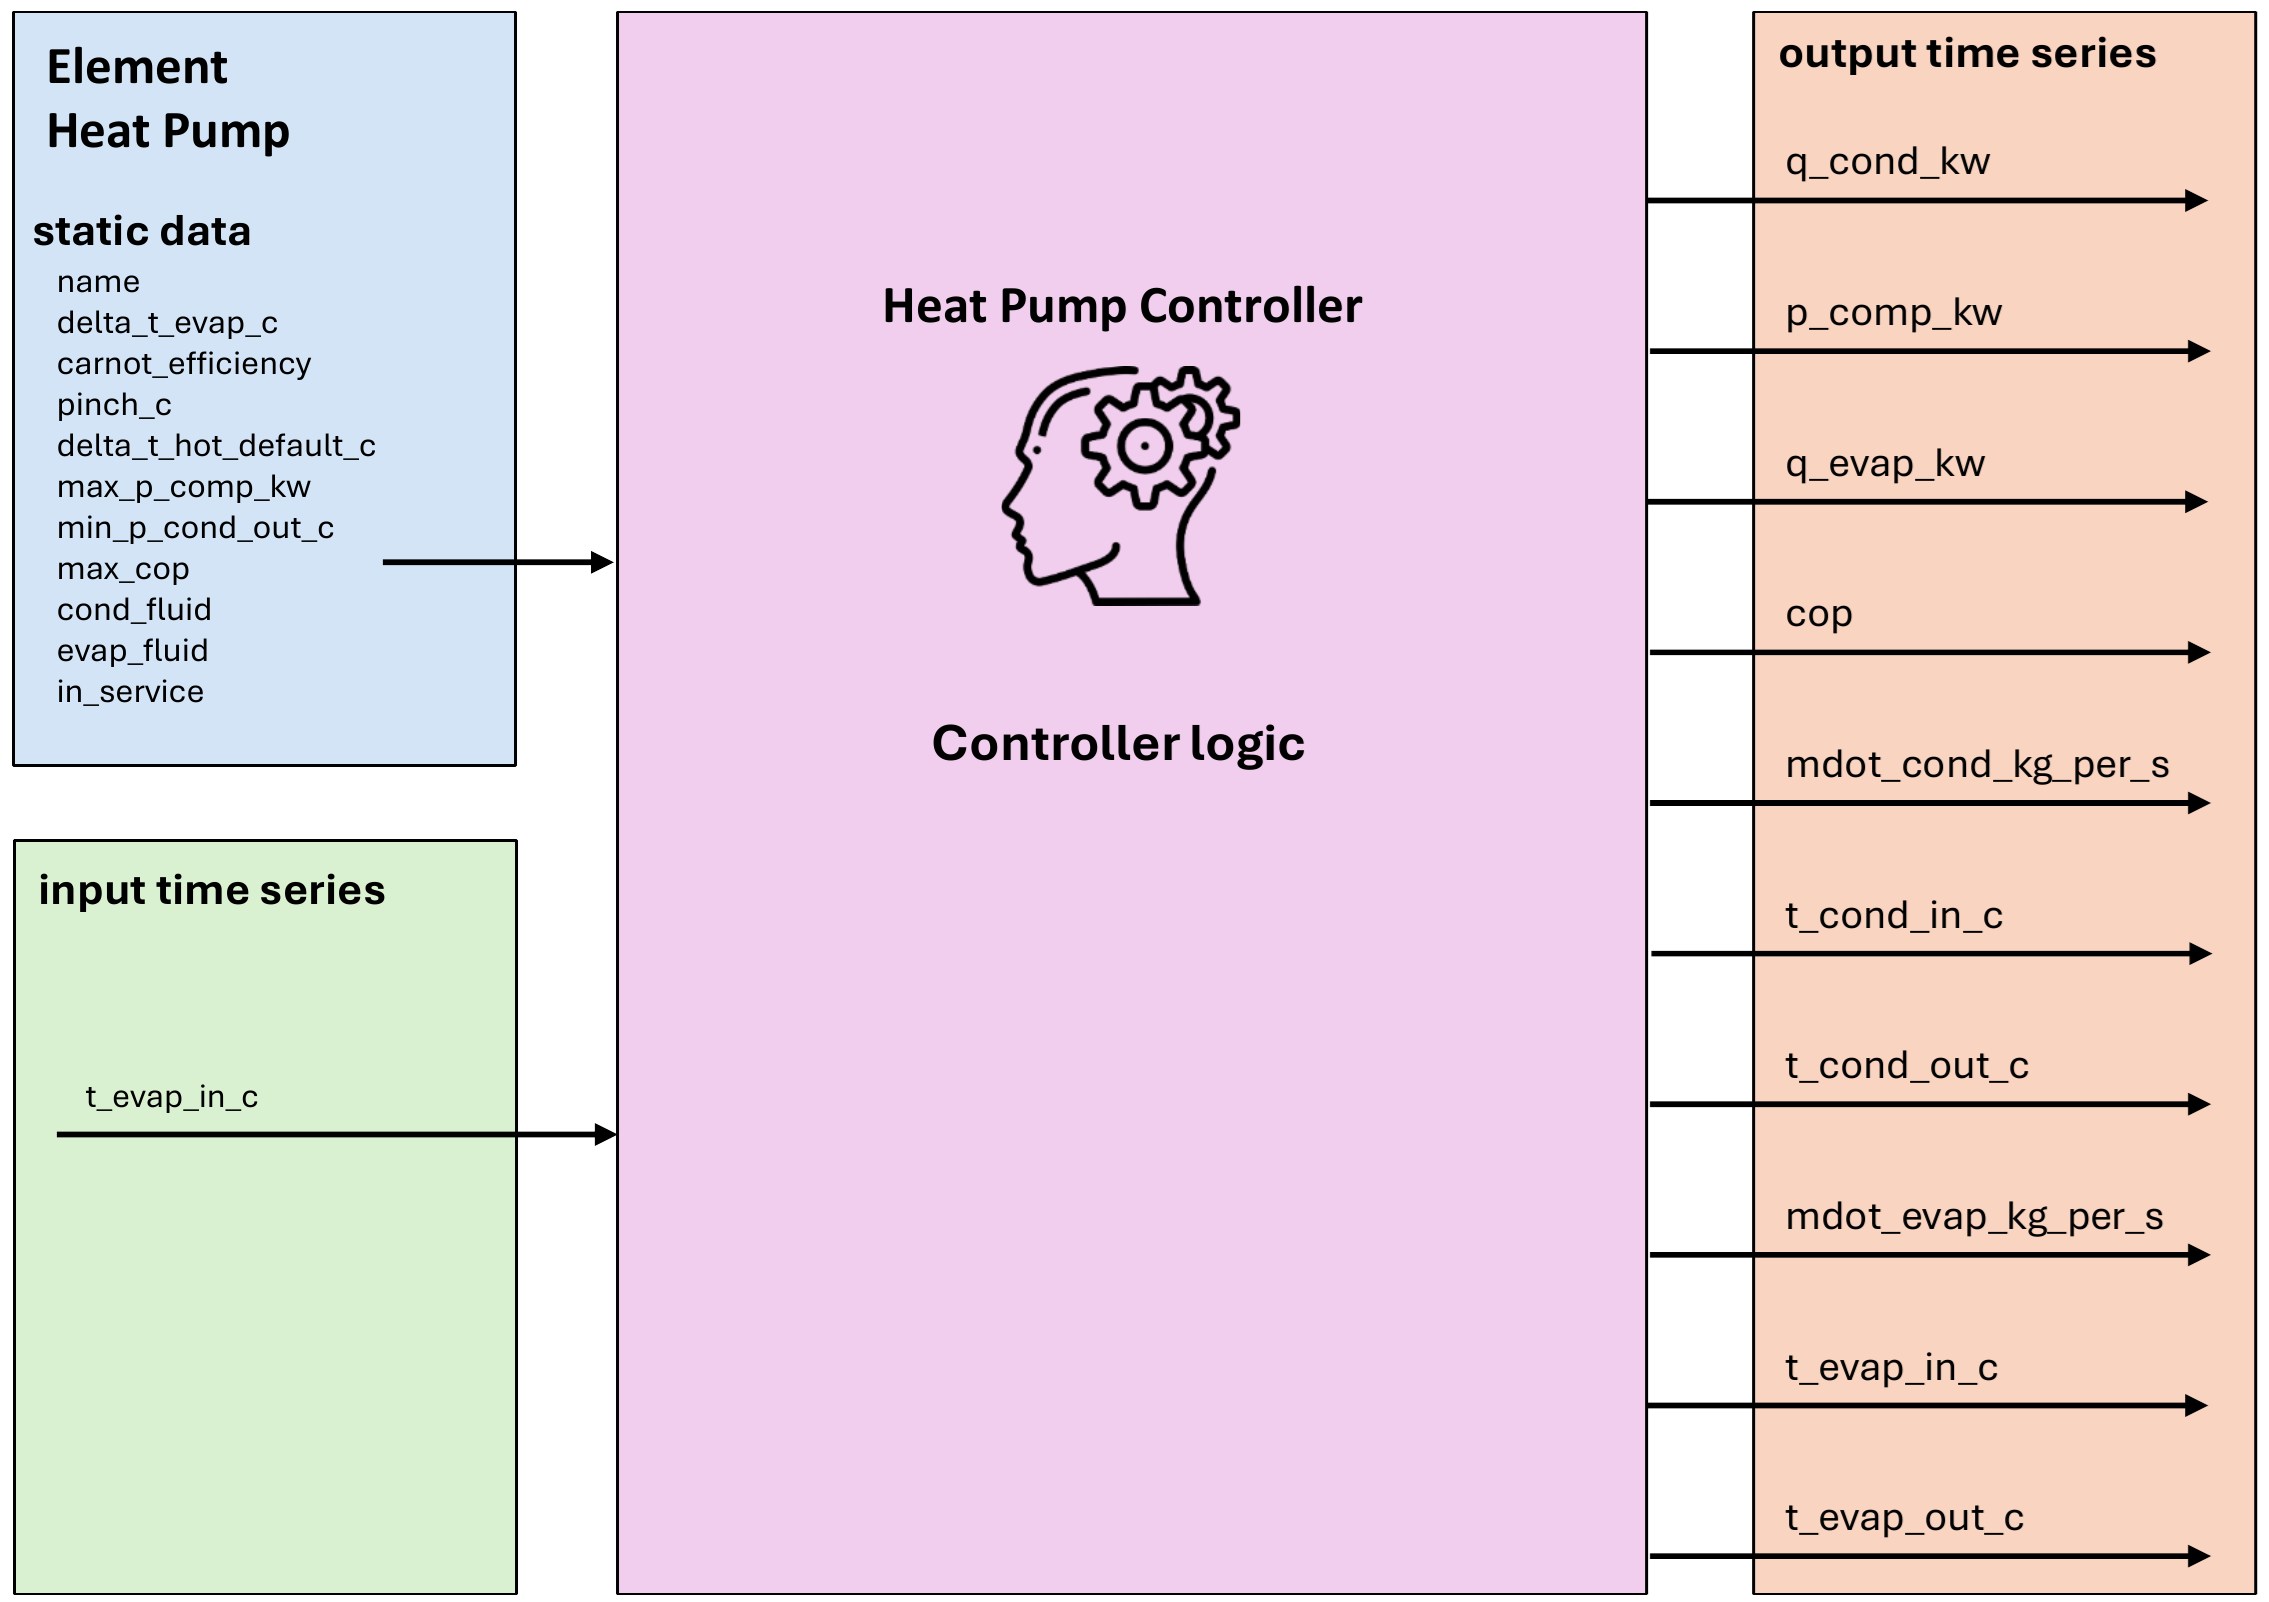 Element
Heat Pump
static data
name
delta_t_evap_c
carnot_efficiency
pinch_c
delta_t_hot_default_c
max_p_comp_kw
min_p_cond_out_c
max_cop
cond_fluid
evap_fluid
in_service
input time series
t_evap_in_c
Heat Pump Controller
Controller logic
output time series
q_cond_kw
p_comp_kw
q_evap_kw
cop
mdot_cond_kg_per_s
t_cond_in_c
t_cond_out_c
mdot_evap_kg_per_s
t_evap_in_c
t_evap_out_c